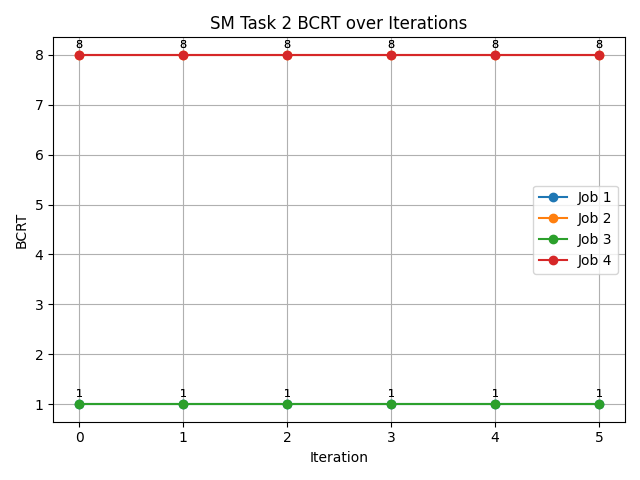 SM Task 2 BCRT over Iterations
8 8 8 8 8 8
8
7
6
5
4
3
2
1
BCRT
Job 1
Job 2
Job 3
Job 4
1 1 1 1 1 1
0 1 2 3 4 5
Iteration